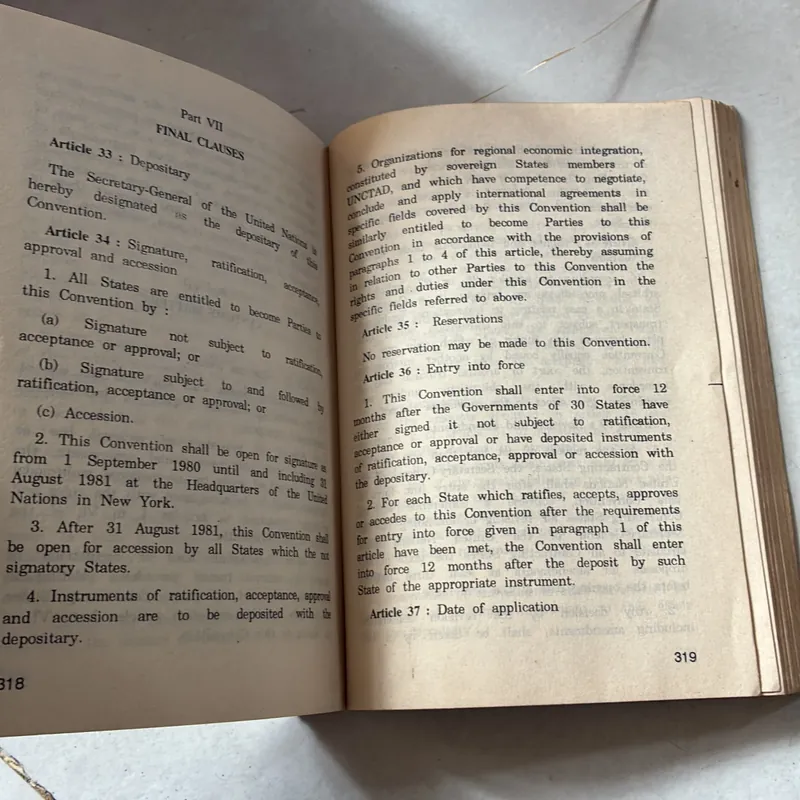 Part VII
FINAL CLAUSES
Article 33 : Depositary
The Secretary-General of the United Nations is
hereby designated as the depositary of this
Convention.
Article 34 : Signature, ratification, acceptance,
approval and accession
1. All States are entitled to become Parties to
this Convention by :
(a) Signature not subject to ratification,
acceptance or approval; or
(b) Signature subject to and followed by
ratification, acceptance or approval; or
(c) Accession.
2. This Convention shall be open for signature as
from 1 September 1980 until and including 31
August 1981 at the Headquarters of the United
Nations in New York.
3. After 31 August 1981, this Convention shall
be open for accession by all States which the not
signatory States.
4. Instruments of ratification, acceptance, approval
and accession are to be deposited with the
depositary.
318
5. Organizations for regional economic integration,
constituted by sovereign States members of
UNCTAD, and which have competence to negotiate,
conclude and apply international agreements in
specific fields covered by this Convention shall be
similarly entitled to become Parties to this
Convention in accordance with the provisions of
paragraphs 1 to 4 of this article, thereby assuming
in relation to other Parties to this Convention the
rights and duties under this Convention in the
specific fields referred to above.
Article 35 : Reservations
No reservation may be made to this Convention.
Article 36 : Entry into force
1. This Convention shall enter into force 12
months after the Governments of 30 States have
either signed it not subject to ratification,
acceptance or approval or have deposited instruments
of ratification, acceptance, approval or accession with
the depositary.
2. For each State which ratifies, accepts, approves
or accedes to this Convention after the requirements
for entry into force given in paragraph 1 of this
article have been met, the Convention shall enter
into force 12 months after the deposit by such
State of the appropriate instrument.
Article 37 : Date of application
319